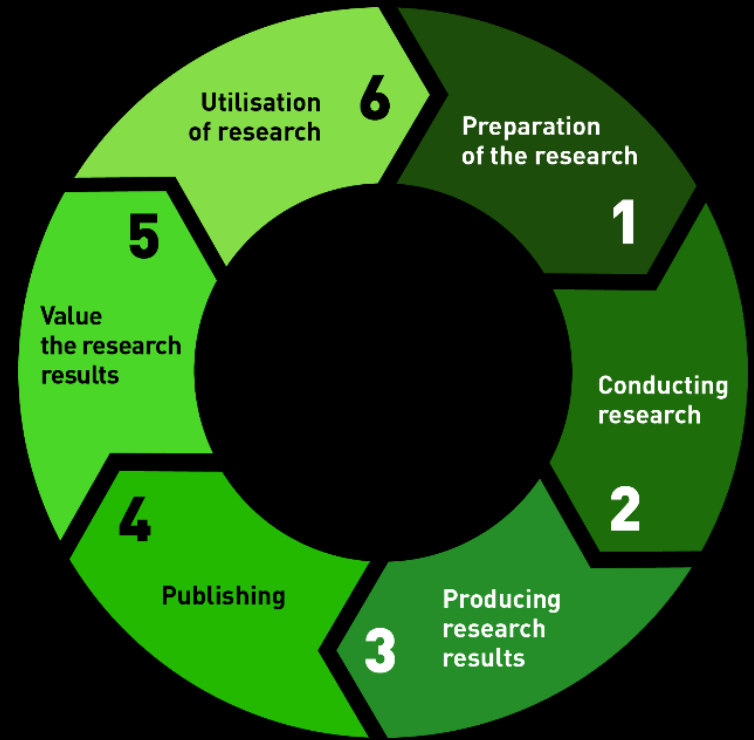 Preparation
of the research
1
Conducting
research
2
Producing
research
results
3
4
Publishing
5
Value
the research
results
6
Utilisation
of research